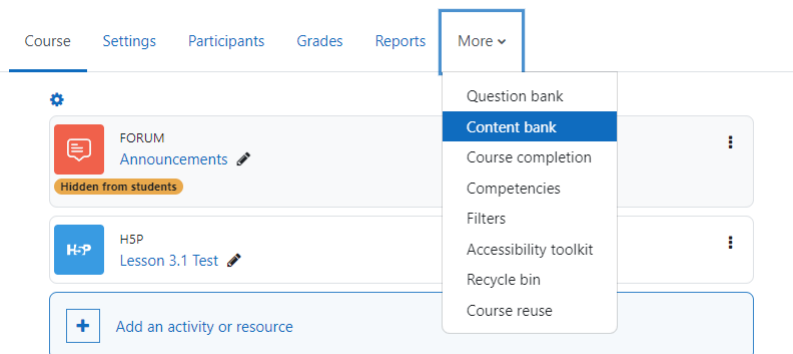 Course Settings Participants Grades Reports More
Question bank
Content bank
Course completion
Competencies
Filters
Accessibility toolkit
Recycle bin
Course reuse
FORUM
Announcements
Hidden from students
H5P
H5P
Lesson 3.1 Test
Add an activity or resource